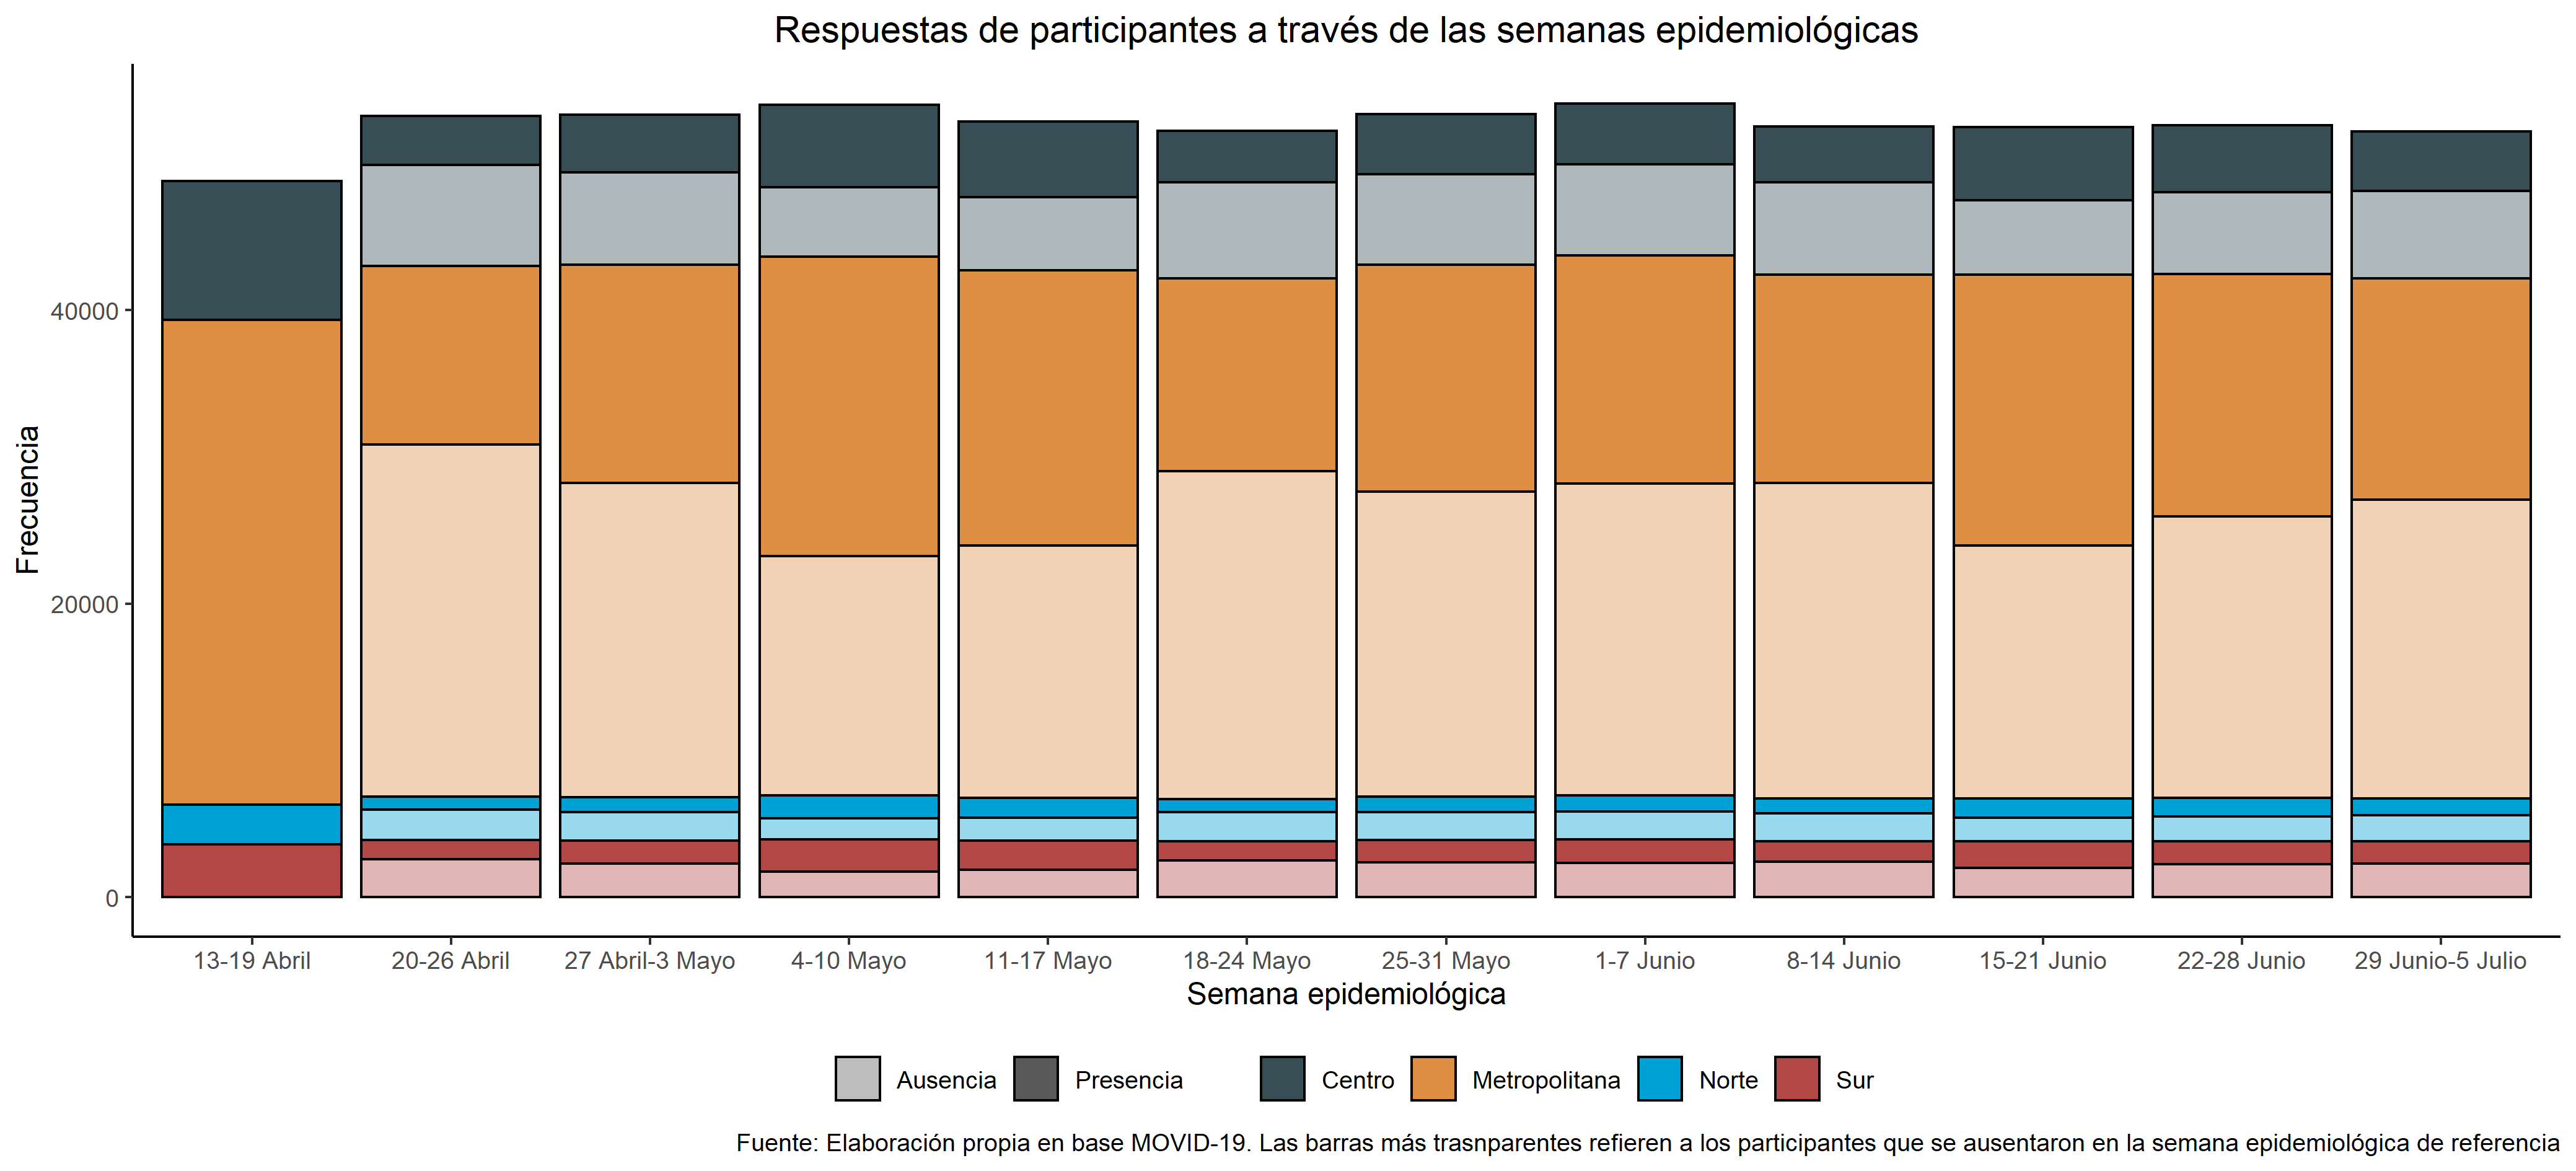 Respuestas de participantes a través de las semanas epidemiológicas
Frecuencia
40000
20000
0
13-19 Abril 20-26 Abril 27 Abril-3 Mayo 4-10 Mayo 11-17 Mayo 18-24 Mayo 25-31 Mayo 1-7 Junio 8-14 Junio 15-21 Junio 22-28 Junio 29 Junio-5 Julio
Semana epidemiológica
Ausencia Presencia Centro Metropolitana Norte Sur
Fuente: Elaboración propia en base MOVID-19. Las barras más trasnparentes refieren a los participantes que se ausentaron en la semana epidemiológica de referencia